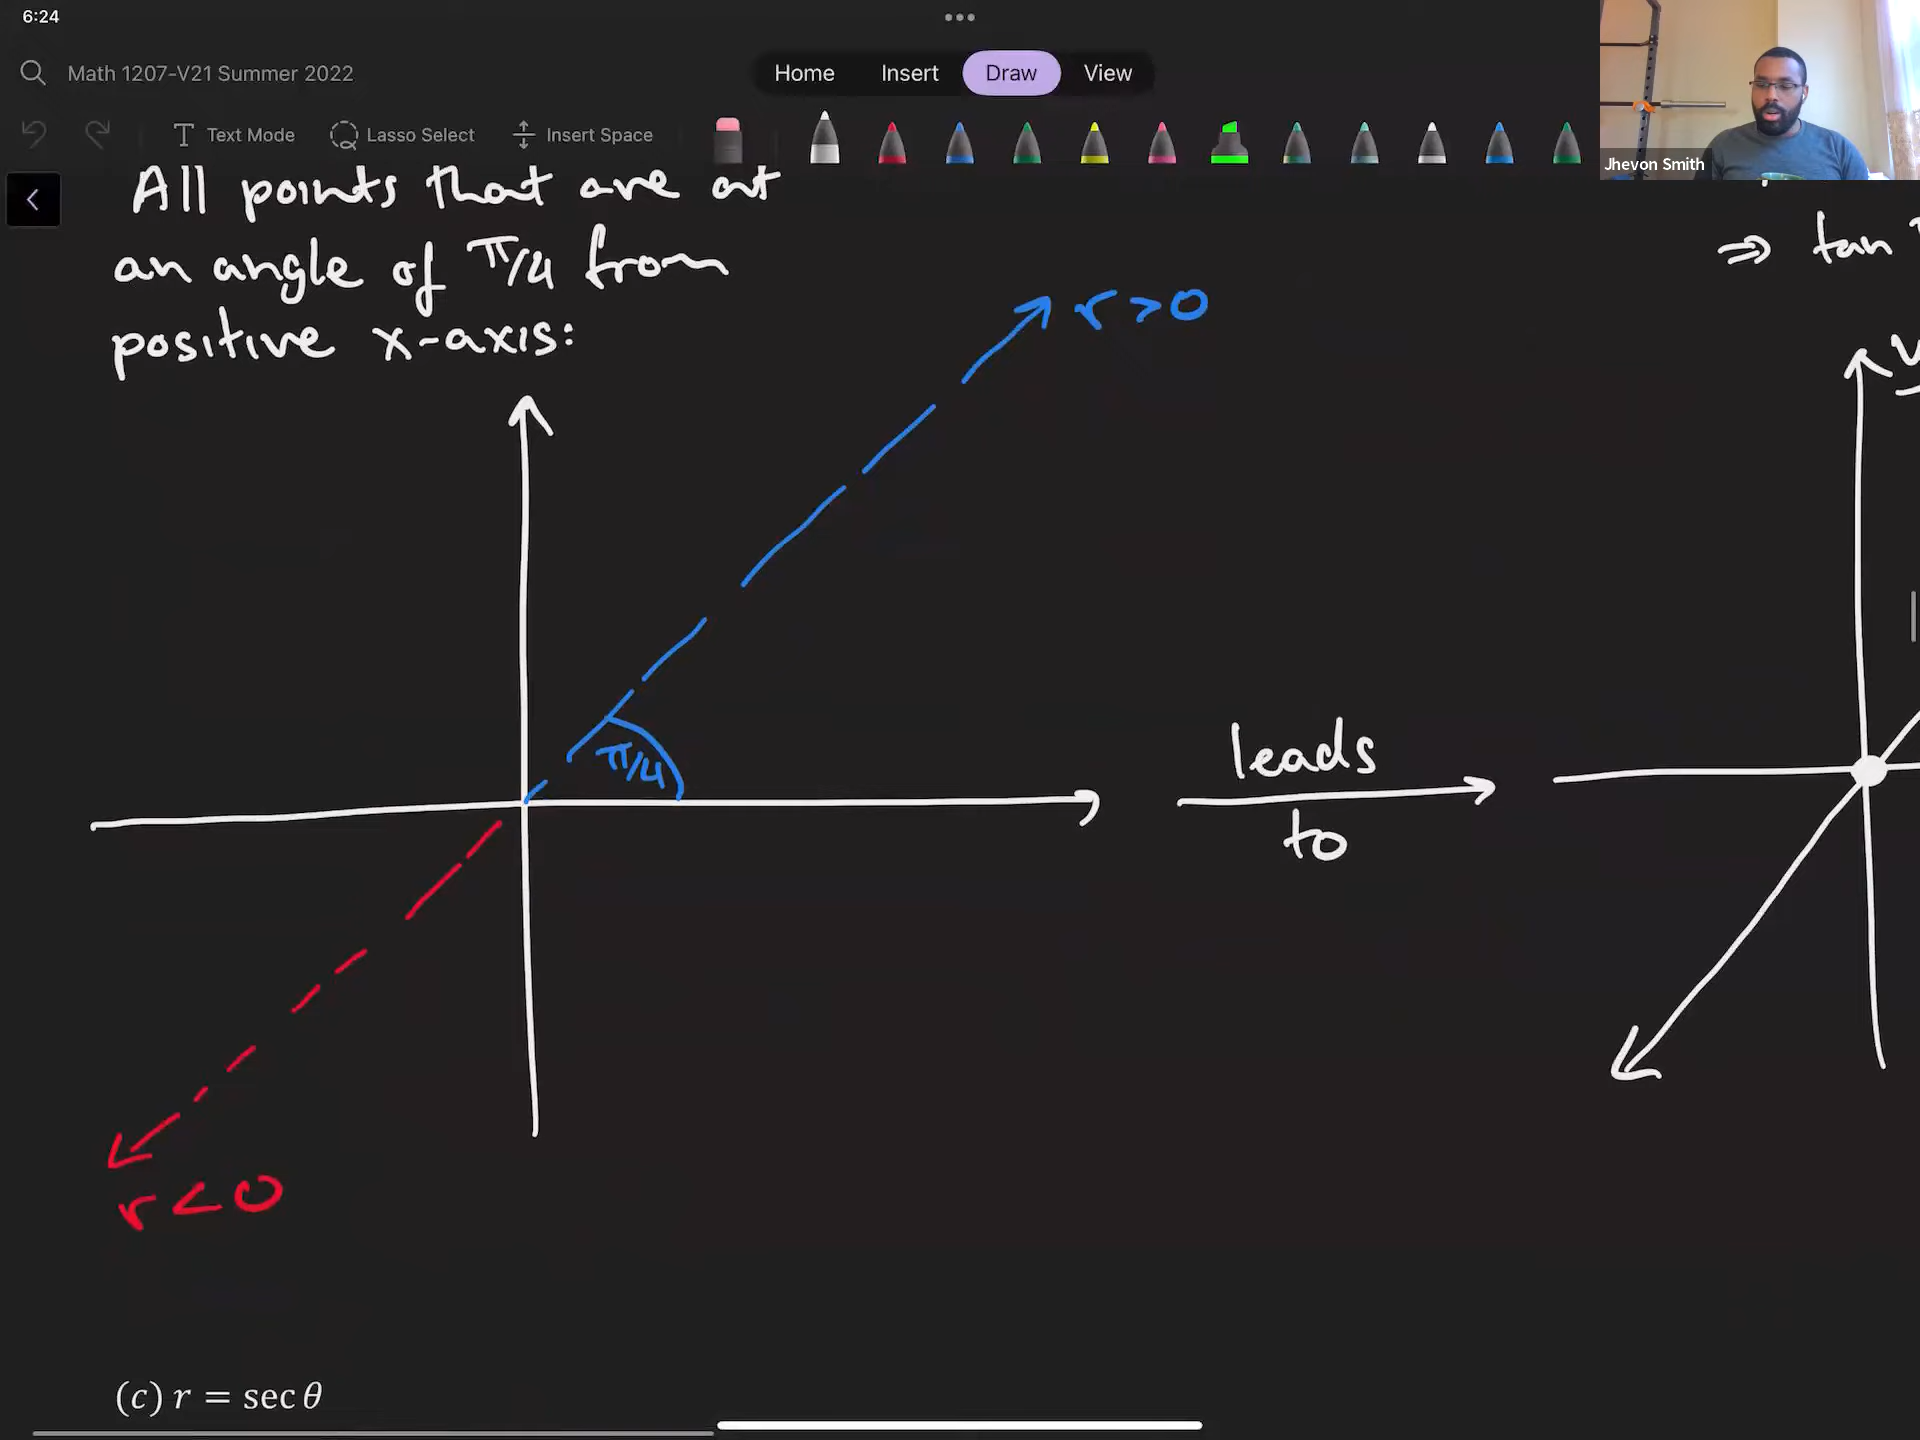 6:24
Math 1207-V21 Summer 2022
Home Insert Draw View
Text Mode Lasso Select Insert Space
Jhevon Smith
All points that are at
an angle of π/4 from
positive x-axis:
⇒ tan
r > 0
π/4
leads
to
r < 0
(c) r = sec θ